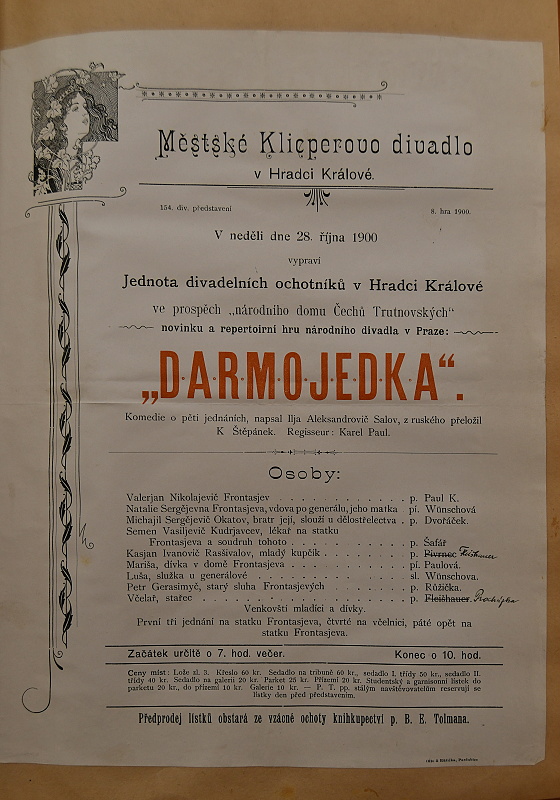 Městské Klicperovo divadlo
v Hradci Králové.
154. div. představení
8. hra 1900.
V neděli dne 28. října 1900
vypraví
Jednota divadelních ochotníků v Hradci Králové
ve prospěch „národního domu Čechů Trutnovských“
novinku a repertoirní hru národního divadla v Praze:
„DARMOJEDKA“.
Komedie o pěti jednáních, napsal Ilja Aleksandrovič Salov, z ruského přeložil
K Štěpánek. Regisseur: Karel Paul.
Osoby:
Valerjan Nikolajevič Frontasjev . . . . . . . . . . . . p. Paul K.
Natalie Sergějevna Frontasjeva, vdova po generálu, jeho matka pí. Wünschová
Michajil Sergějevič Okatov, bratr její, slouží u dělostřelectva . p. Dvořáček.
Semen Vasiljevič Kudrjavcev, lékař na statku
Frontasjeva a soudruh tohoto . . . . . . . . . . p. Šafář
Kasjan Ivanovič Rasšivalov, mladý kupčík . . . . . . . . p. Pivrnec Fleišhauer
Mariša, dívka v domě Frontasjeva . . . . . . . . . . . pí. Paulová.
Luša, služka u generálové . . . . . . . . . . . . . sl. Wünschova.
Petr Gerasimyč, starý sluha Frontasjevých . . . . . . . . p. Růžička.
Včelař, stařec . . . . . . . . . . . . . . . . . p. Fleišhauer. Procházka
Venkovští mladíci a dívky.
První tři jednání na statku Frontasjeva, čtvrté na včelnici, páté opět na
statku Frontasjeva.
Začátek určitě o 7. hod. večer.
Konec o 10. hod.
Ceny míst: Lože zl. 3. Křeslo 60 kr. Sedadlo na tribuně 60 kr., sedadlo I. třídy 50 kr., sedadlo II.
třídy 40 kr. Sedadlo na galerii 20 kr. Parket 25 kr. Přízemí 20 kr. Studentský a garnisonní lístek do
parketu 20 kr., do přízemí 10 kr. Galerie 10 kr. — P. T. pp. stálým navštěvovatelům reservují se
lístky den před představením.
Předprodej lístků obstará ze vzácné ochoty knihkupectví p. B. E. Tolmana.